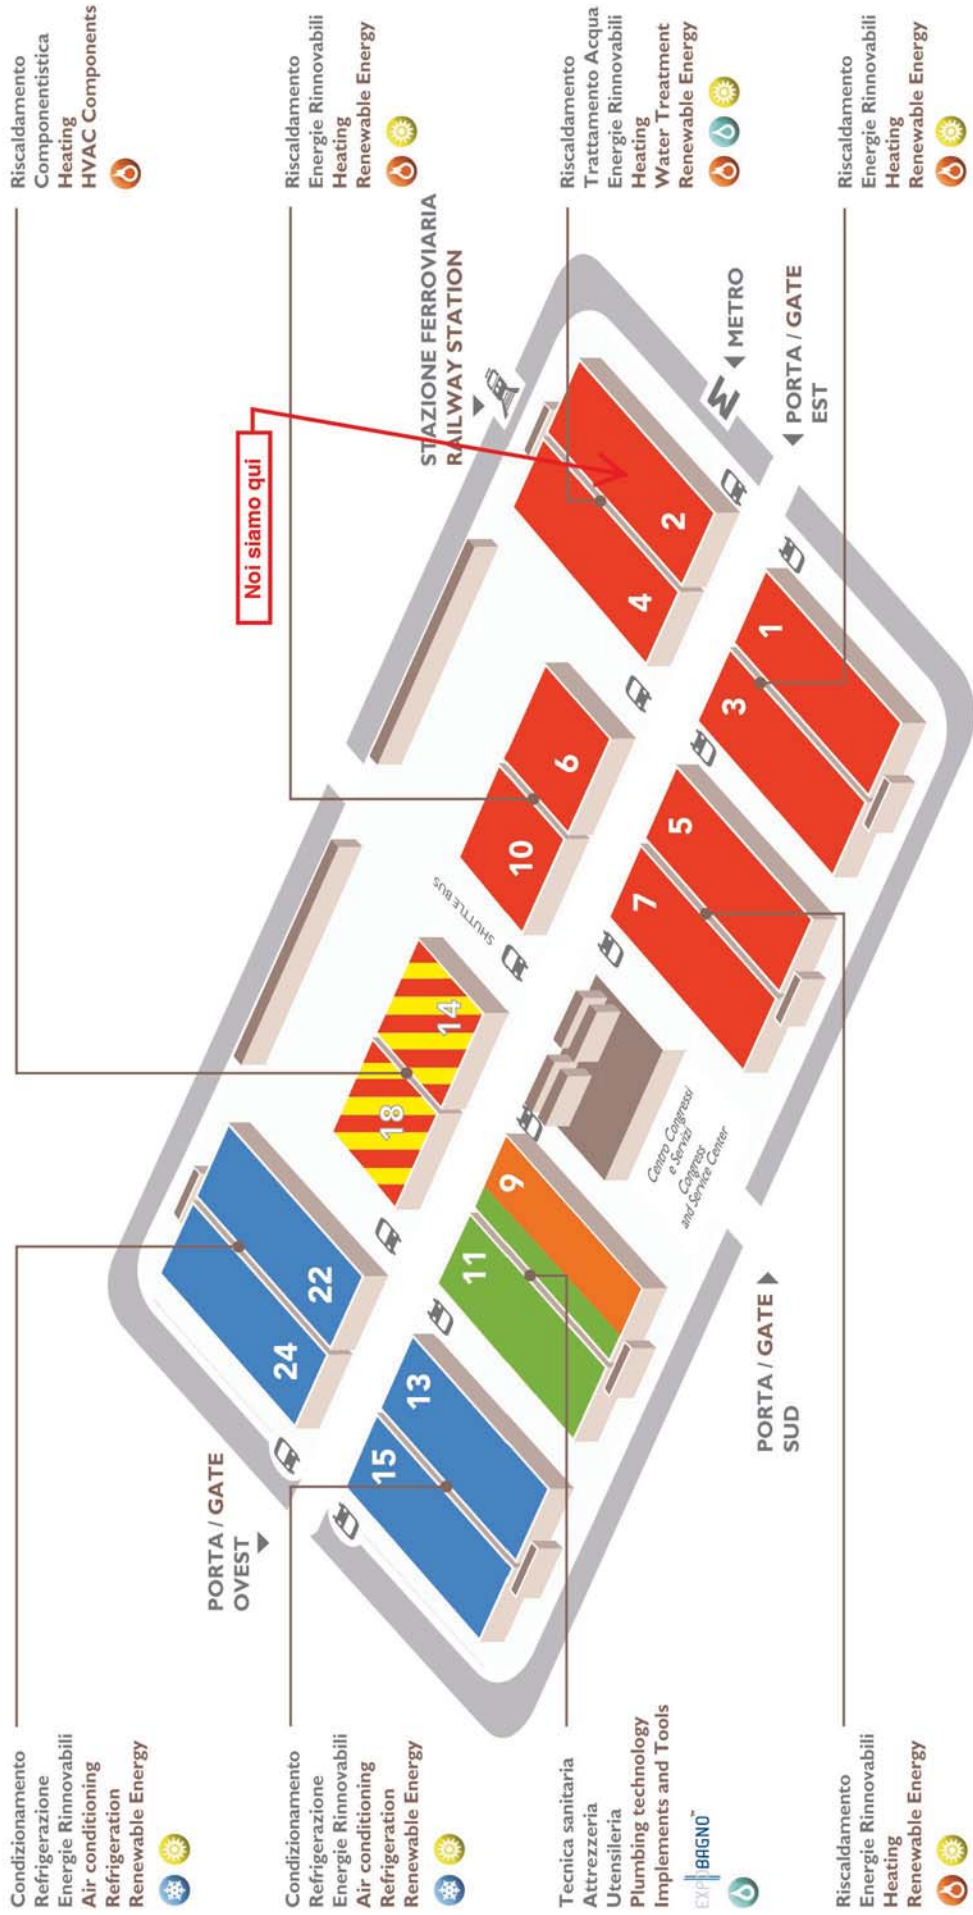 Condizionamento
Refrigerazione
Energie Rinnovabili
Air conditioning
Refrigeration
Renewable Energy
Condizionamento
Refrigerazione
Energie Rinnovabili
Air conditioning
Refrigeration
Renewable Energy
Tecnica sanitaria
Attrezzeria
Utensileria
Plumbing technology
Implements and Tools
EXPOBAGNO™
Riscaldamento
Energie Rinnovabili
Heating
Renewable Energy
PORTA / GATE
OVEST
24
22
15
13
18
14
11
9
SHUTTLE BUS
10
6
Centro Congressi
e Servizi
Congress
and Service Center
7
5
4
2
3
1
PORTA / GATE
SUD
Noi siamo qui
STAZIONE FERROVIARIA
RAILWAY STATION
M
METRO
PORTA / GATE
EST
Riscaldamento
Componentistica
Heating
HVAC Components
Riscaldamento
Energie Rinnovabili
Heating
Renewable Energy
Riscaldamento
Trattamento Acqua
Energie Rinnovabili
Heating
Water Treatment
Renewable Energy
Riscaldamento
Energie Rinnovabili
Heating
Renewable Energy